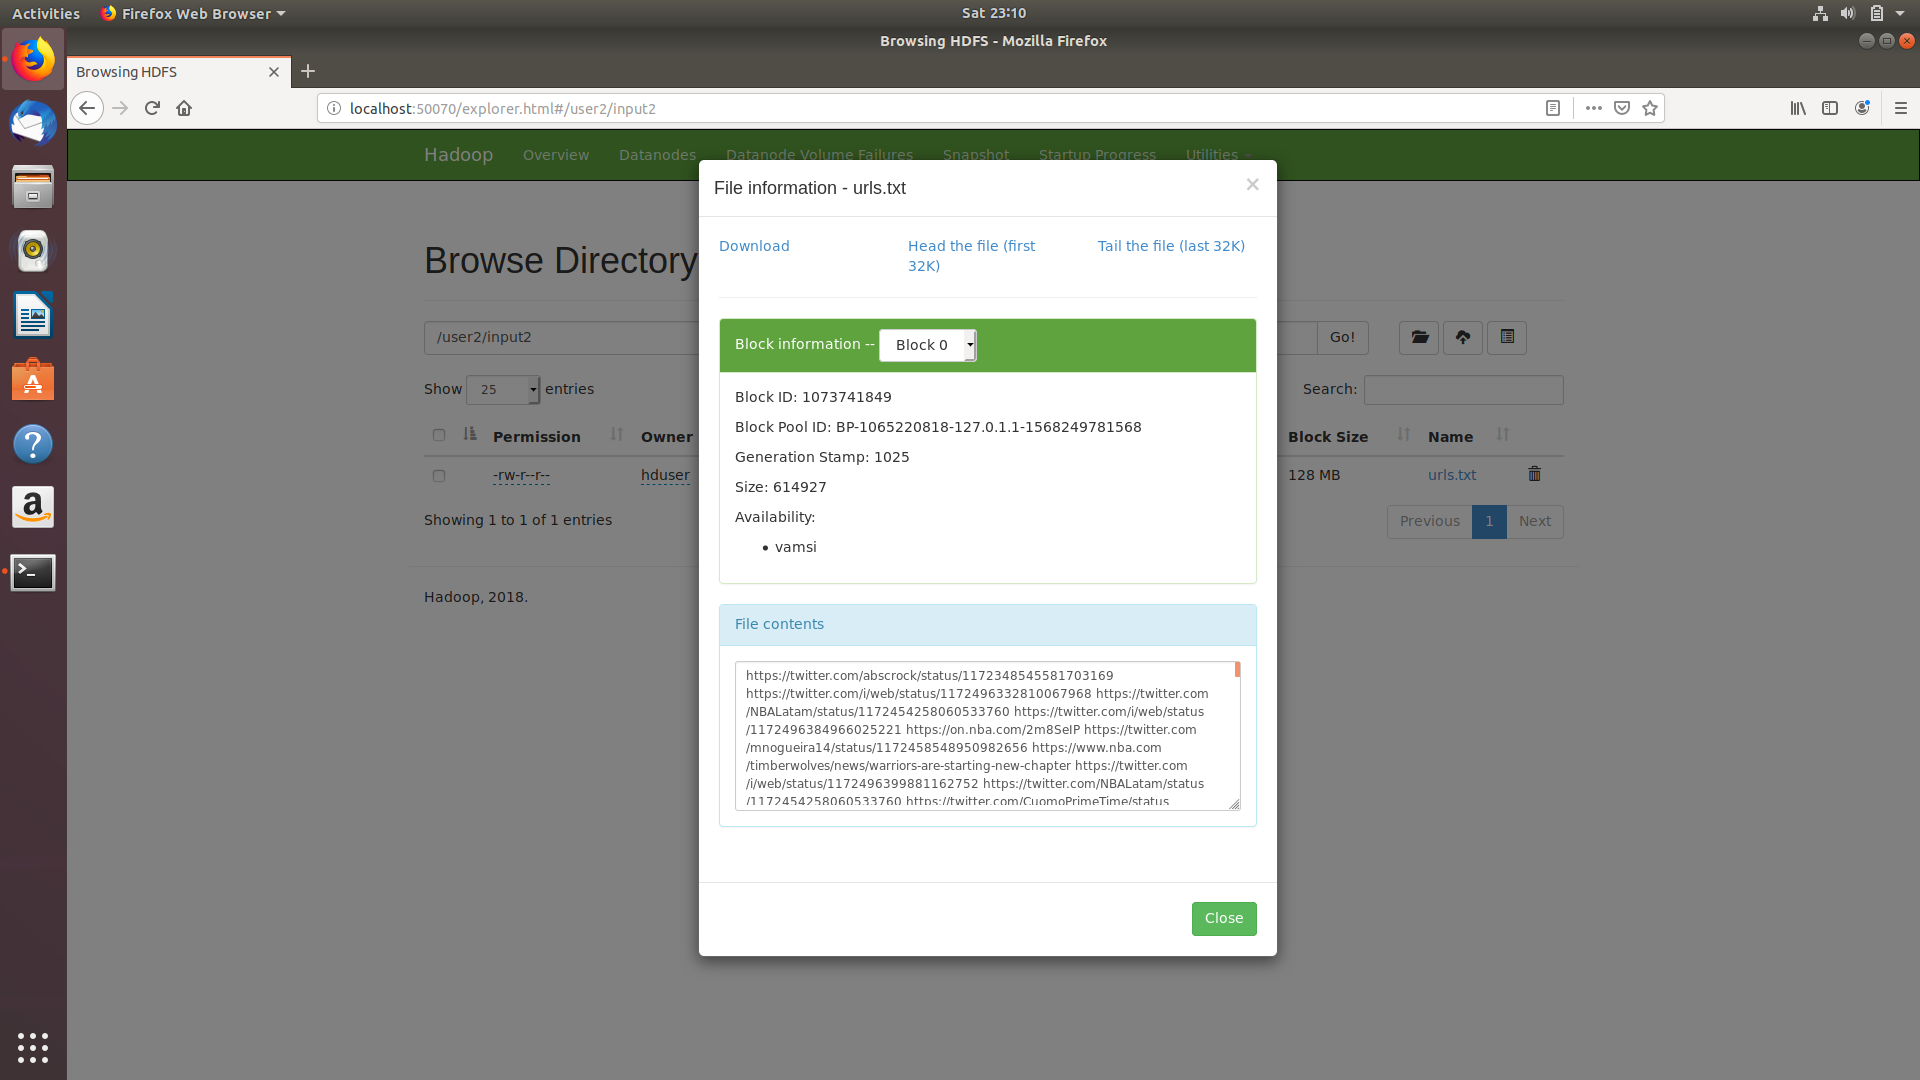 Activities
Firefox Web Browser
Sat 23:10
Browsing HDFS - Mozilla Firefox
Browsing HDFS
localhost:50070/explorer.html#/user2/input2
Hadoop Overview Datanodes Datanode Volume Failures Snapshot Startup Progress Utilities
File information - urls.txt
×
Download
Head the file (first
32K)
Tail the file (last 32K)
Browse Directory
/user2/input2
Go!
Block information -- Block 0
Show 25 entries
Search:
Block ID: 1073741849
Block Pool ID: BP-1065220818-127.0.1.1-1568249781568
Generation Stamp: 1025
Size: 614927
Availability:
• vamsi
Permission Owner Block Size Name
-rw-r--r-- hduser 128 MB urls.txt
Showing 1 to 1 of 1 entries
Previous 1 Next
Hadoop, 2018.
File contents
https://twitter.com/abscrock/status/1172348545581703169
https://twitter.com/i/web/status/1172496332810067968 https://twitter.com
/NBALatam/status/1172454258060533760 https://twitter.com/i/web/status
/1172496384966025221 https://on.nba.com/2m8SeIP https://twitter.com
/mnogueira14/status/1172458548950982656 https://www.nba.com
/timberwolves/news/warriors-are-starting-new-chapter https://twitter.com
/i/web/status/1172496399881162752 https://twitter.com/NBALatam/status
/1172454258060533760 https://twitter.com/CuomoPrimeTime/status
Close